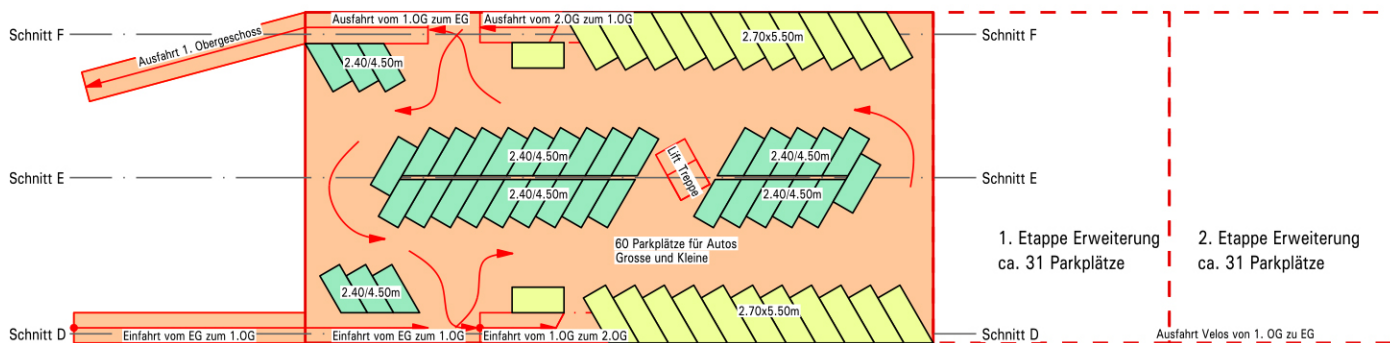 Ausfahrt vom 1.OG zum EG
Ausfahrt vom 2.OG zum 1.OG
Schnitt F
Ausfahrt 1. Obergeschoss
2.40/4.50m
2.70x5.50m
Schnitt F
2.40/4.50m
2.40/4.50m
Lift Treppe
Schnitt E
2.40/4.50m
2.40/4.50m
Schnitt E
60 Parkplätze für Autos
Grosse und Kleine
1. Etappe Erweiterung
ca. 31 Parkplätze
2. Etappe Erweiterung
ca. 31 Parkplätze
2.40/4.50m
2.70x5.50m
Schnitt D
Einfahrt vom EG zum 1.OG
Einfahrt vom EG zum 1.OG
Einfahrt vom 1.OG zum 2.OG
Schnitt D
Ausfahrt Velos von 1. OG zu EG